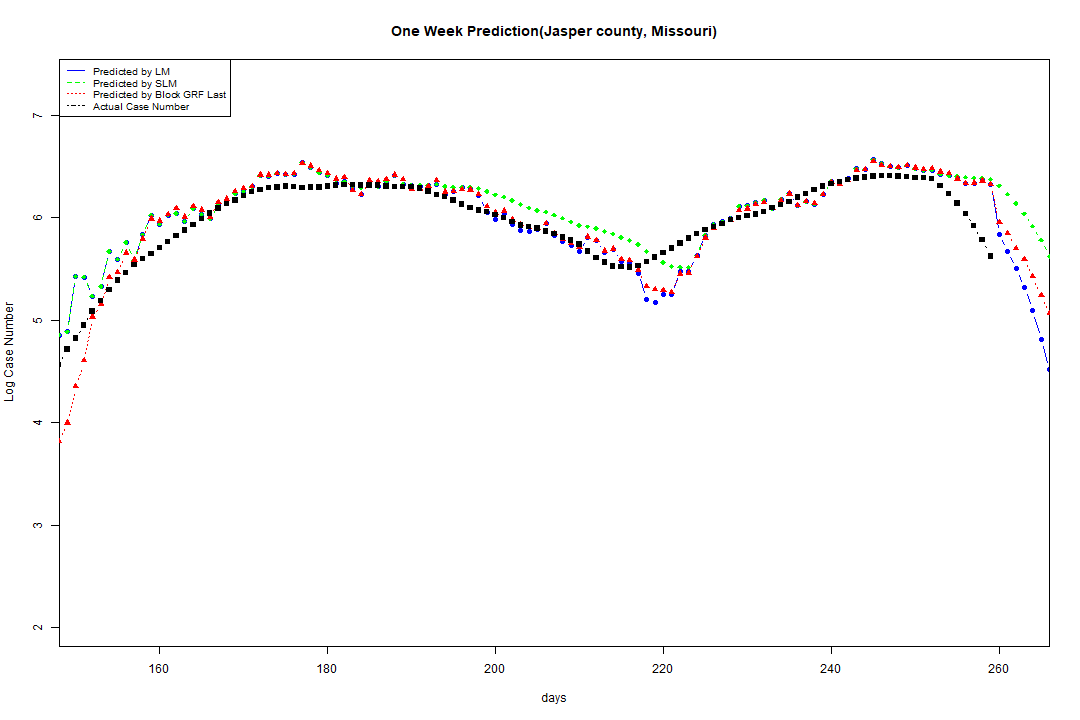 One Week Prediction(Jasper county, Missouri)
Predicted by LM
Predicted by SLM
Predicted by Block GRF Last
Actual Case Number
7
6
5
4
3
2
Log Case Number
160 180 200 220 240 260
days